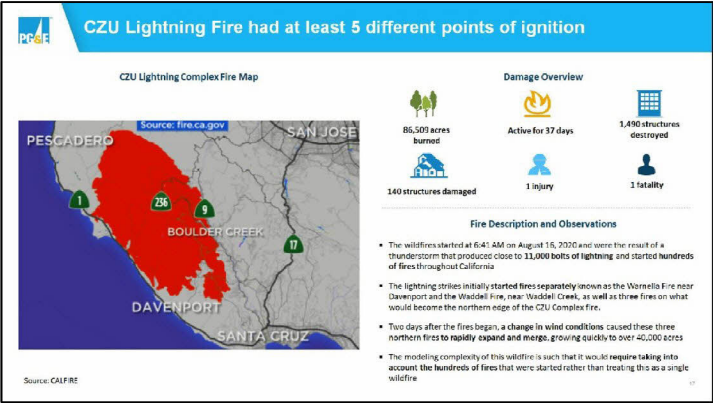 PG&E
CZU Lightning Fire had at least 5 different points of ignition
CZU Lightning Complex Fire Map
Source: fire.ca.gov
PESCADERO
SAN JOSE
1
236
9
BOULDER CREEK
17
DAVENPORT
SANTA CRUZ
Source: CALFIRE
Damage Overview
86,509 acres
burned
Active for 37 days
1,490 structures
destroyed
140 structures damaged
1 injury
1 fatality
Fire Description and Observations
• The wildfires started at 6:41 AM on August 16, 2020 and were the result of a
thunderstorm that produced close to 11,000 bolts of lightning and started hundreds
of fires throughout California
• The lightning strikes initially started fires separately known as the Warnella Fire near
Davenport and the Waddell Fire, near Waddell Creek, as well as three fires on what
would become the northern edge of the CZU Complex fire.
• Two days after the fires began, a change in wind conditions caused these three
northern fires to rapidly expand and merge, growing quickly to over 40,000 acres
• The modeling complexity of this wildfire is such that it would require taking into
account the hundreds of fires that were started rather than treating this as a single
wildfire